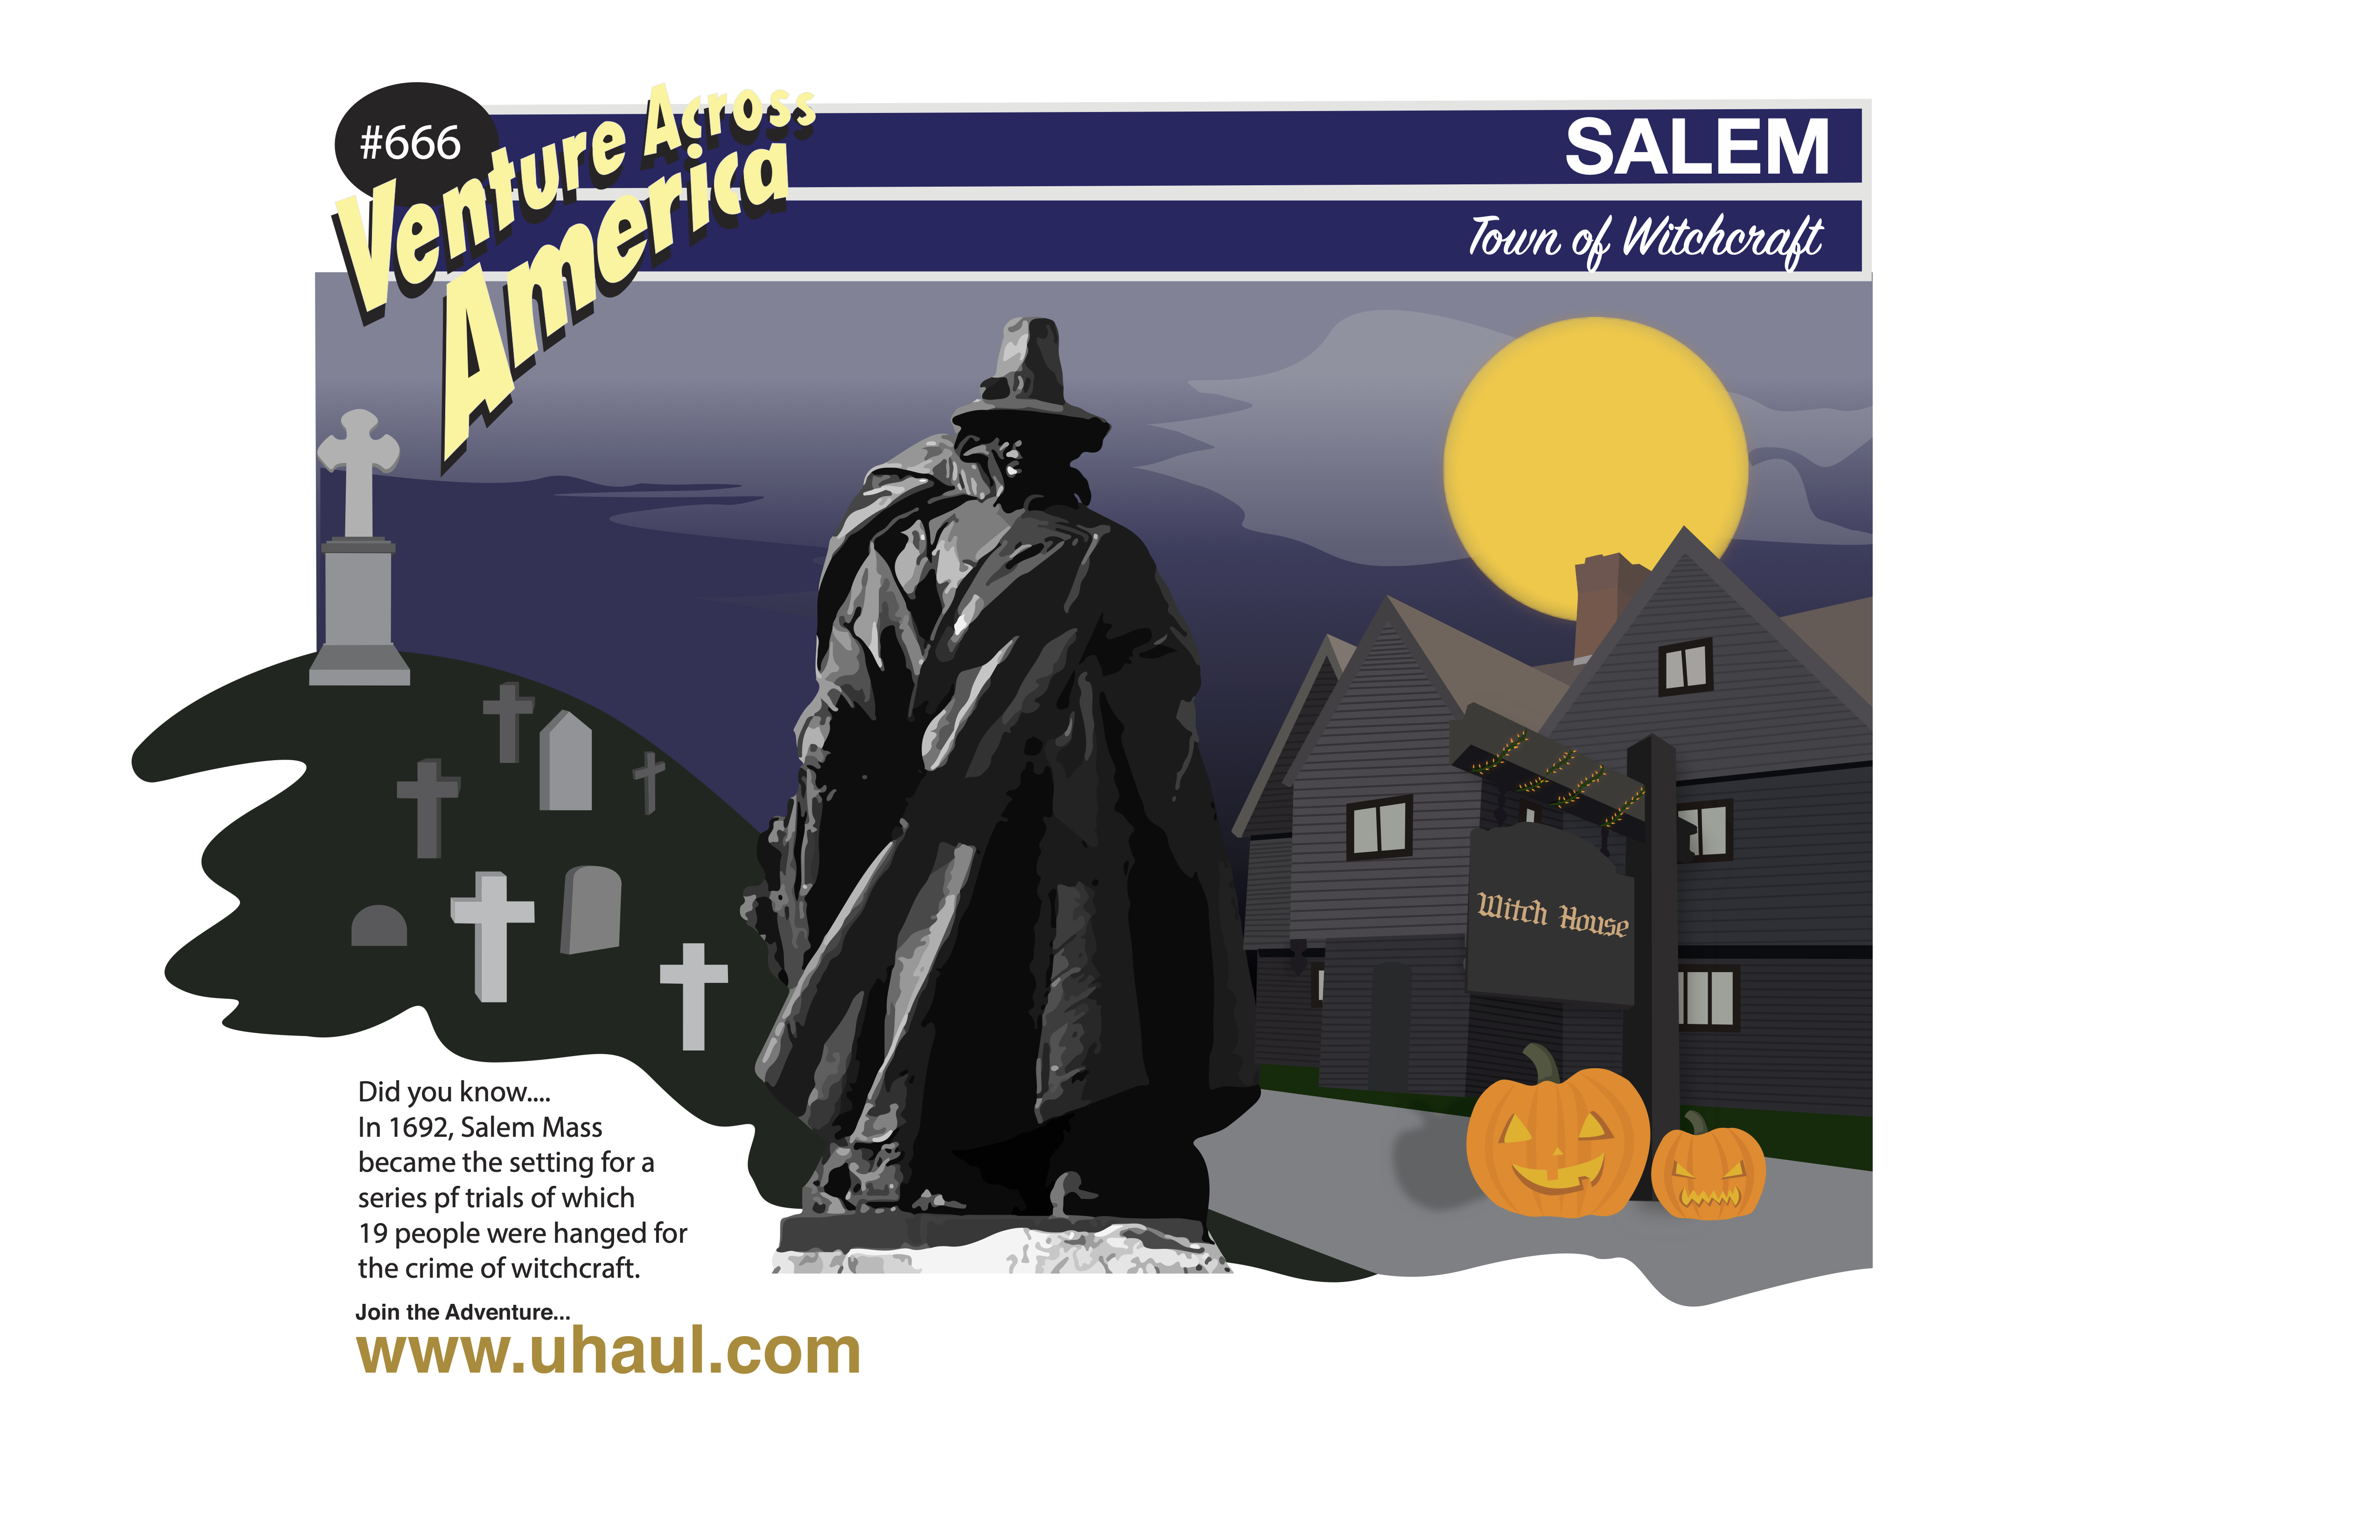 #666
Venture Across
America
SALEM
Town of Witchcraft
Witch House
Did you know....
In 1692, Salem Mass
became the setting for a
series pf trials of which
19 people were hanged for
the crime of witchcraft.
Join the Adventure...
www.uhaul.com